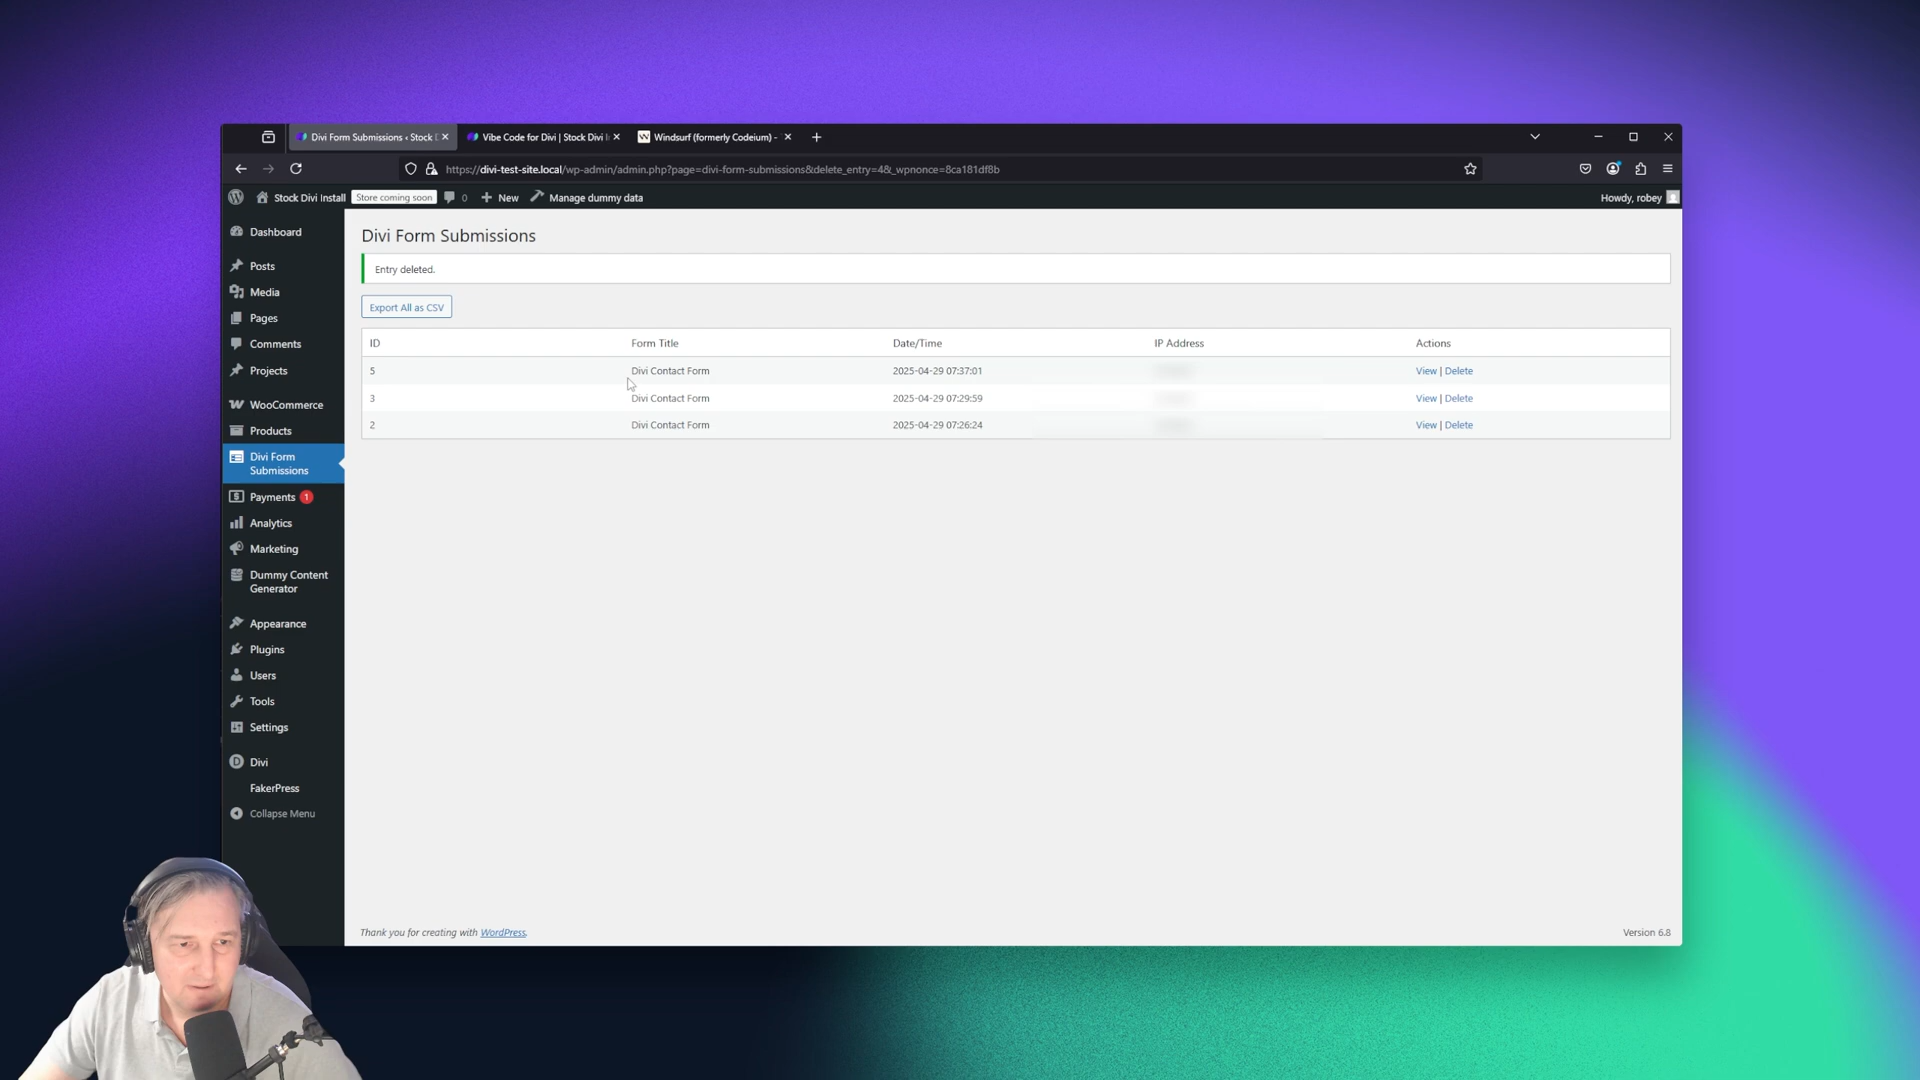 Divi Form Submissions ‹ Stock D
Vibe Code for Divi | Stock Divi I
Windsurf (formerly Codeium) -
https://divi-test-site.local/wp-admin/admin.php?page=divi-form-submissions&delete_entry=4&_wpnonce=8ca181df8b
Stock Divi Install
Store coming soon
0
New
Manage dummy data
Howdy, robey
Dashboard
Posts
Media
Pages
Comments
Projects
WooCommerce
Products
Divi Form
Submissions
Payments 1
Analytics
Marketing
Dummy Content
Generator
Appearance
Plugins
Users
Tools
Settings
Divi
FakerPress
Collapse Menu
Divi Form Submissions
Entry deleted.
Export All as CSV
ID Form Title Date/Time IP Address Actions
5 Divi Contact Form 2025-04-29 07:37:01 View | Delete
3 Divi Contact Form 2025-04-29 07:29:59 View | Delete
2 Divi Contact Form 2025-04-29 07:26:24 View | Delete
Thank you for creating with WordPress.
Version 6.8